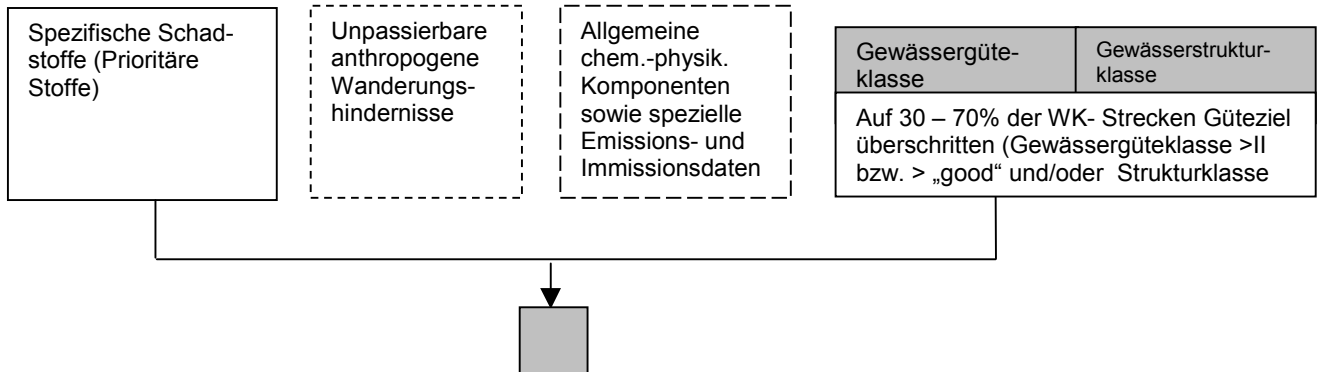 Spezifische Schad-
stoffe (Prioritäre
Stoffe)
Unpassierbare
anthropogene
Wanderungs-
hindernisse
Allgemeine
chem.-physik.
Komponenten
sowie spezielle
Emissions- und
Immissionsdaten
Gewässergüte-
klasse
Gewässerstruktur-
klasse
Auf 30 – 70% der WK- Strecken Güteziel
überschritten (Gewässergüteklasse >II
bzw. > „good“ und/oder Strukturklasse